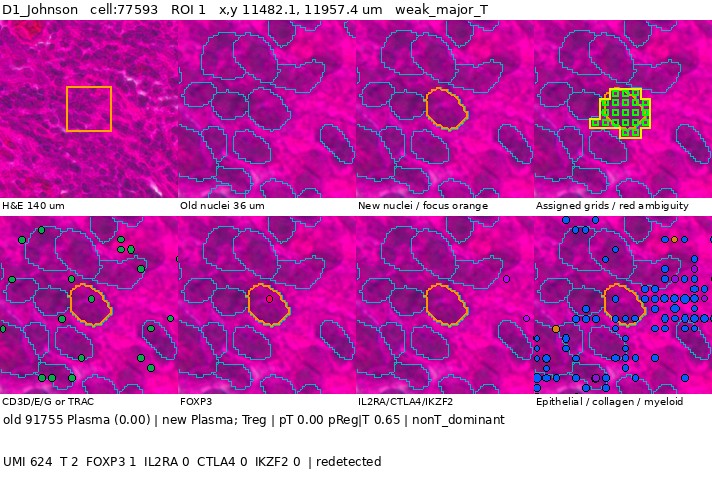 D1_Johnson cell:77593 ROI 1 x,y 11482.1, 11957.4 um weak_major_T
H&E 140 um
Old nuclei 36 um
New nuclei / focus orange
Assigned grids / red ambiguity
CD3D/E/G or TRAC
FOXP3
IL2RA/CTLA4/IKZF2
Epithelial / collagen / myeloid
old 91755 Plasma (0.00) | new Plasma; Treg | pT 0.00 pReg|T 0.65 | nonT_dominant
UMI 624 T 2 FOXP3 1 IL2RA 0 CTLA4 0 IKZF2 0 | redetected